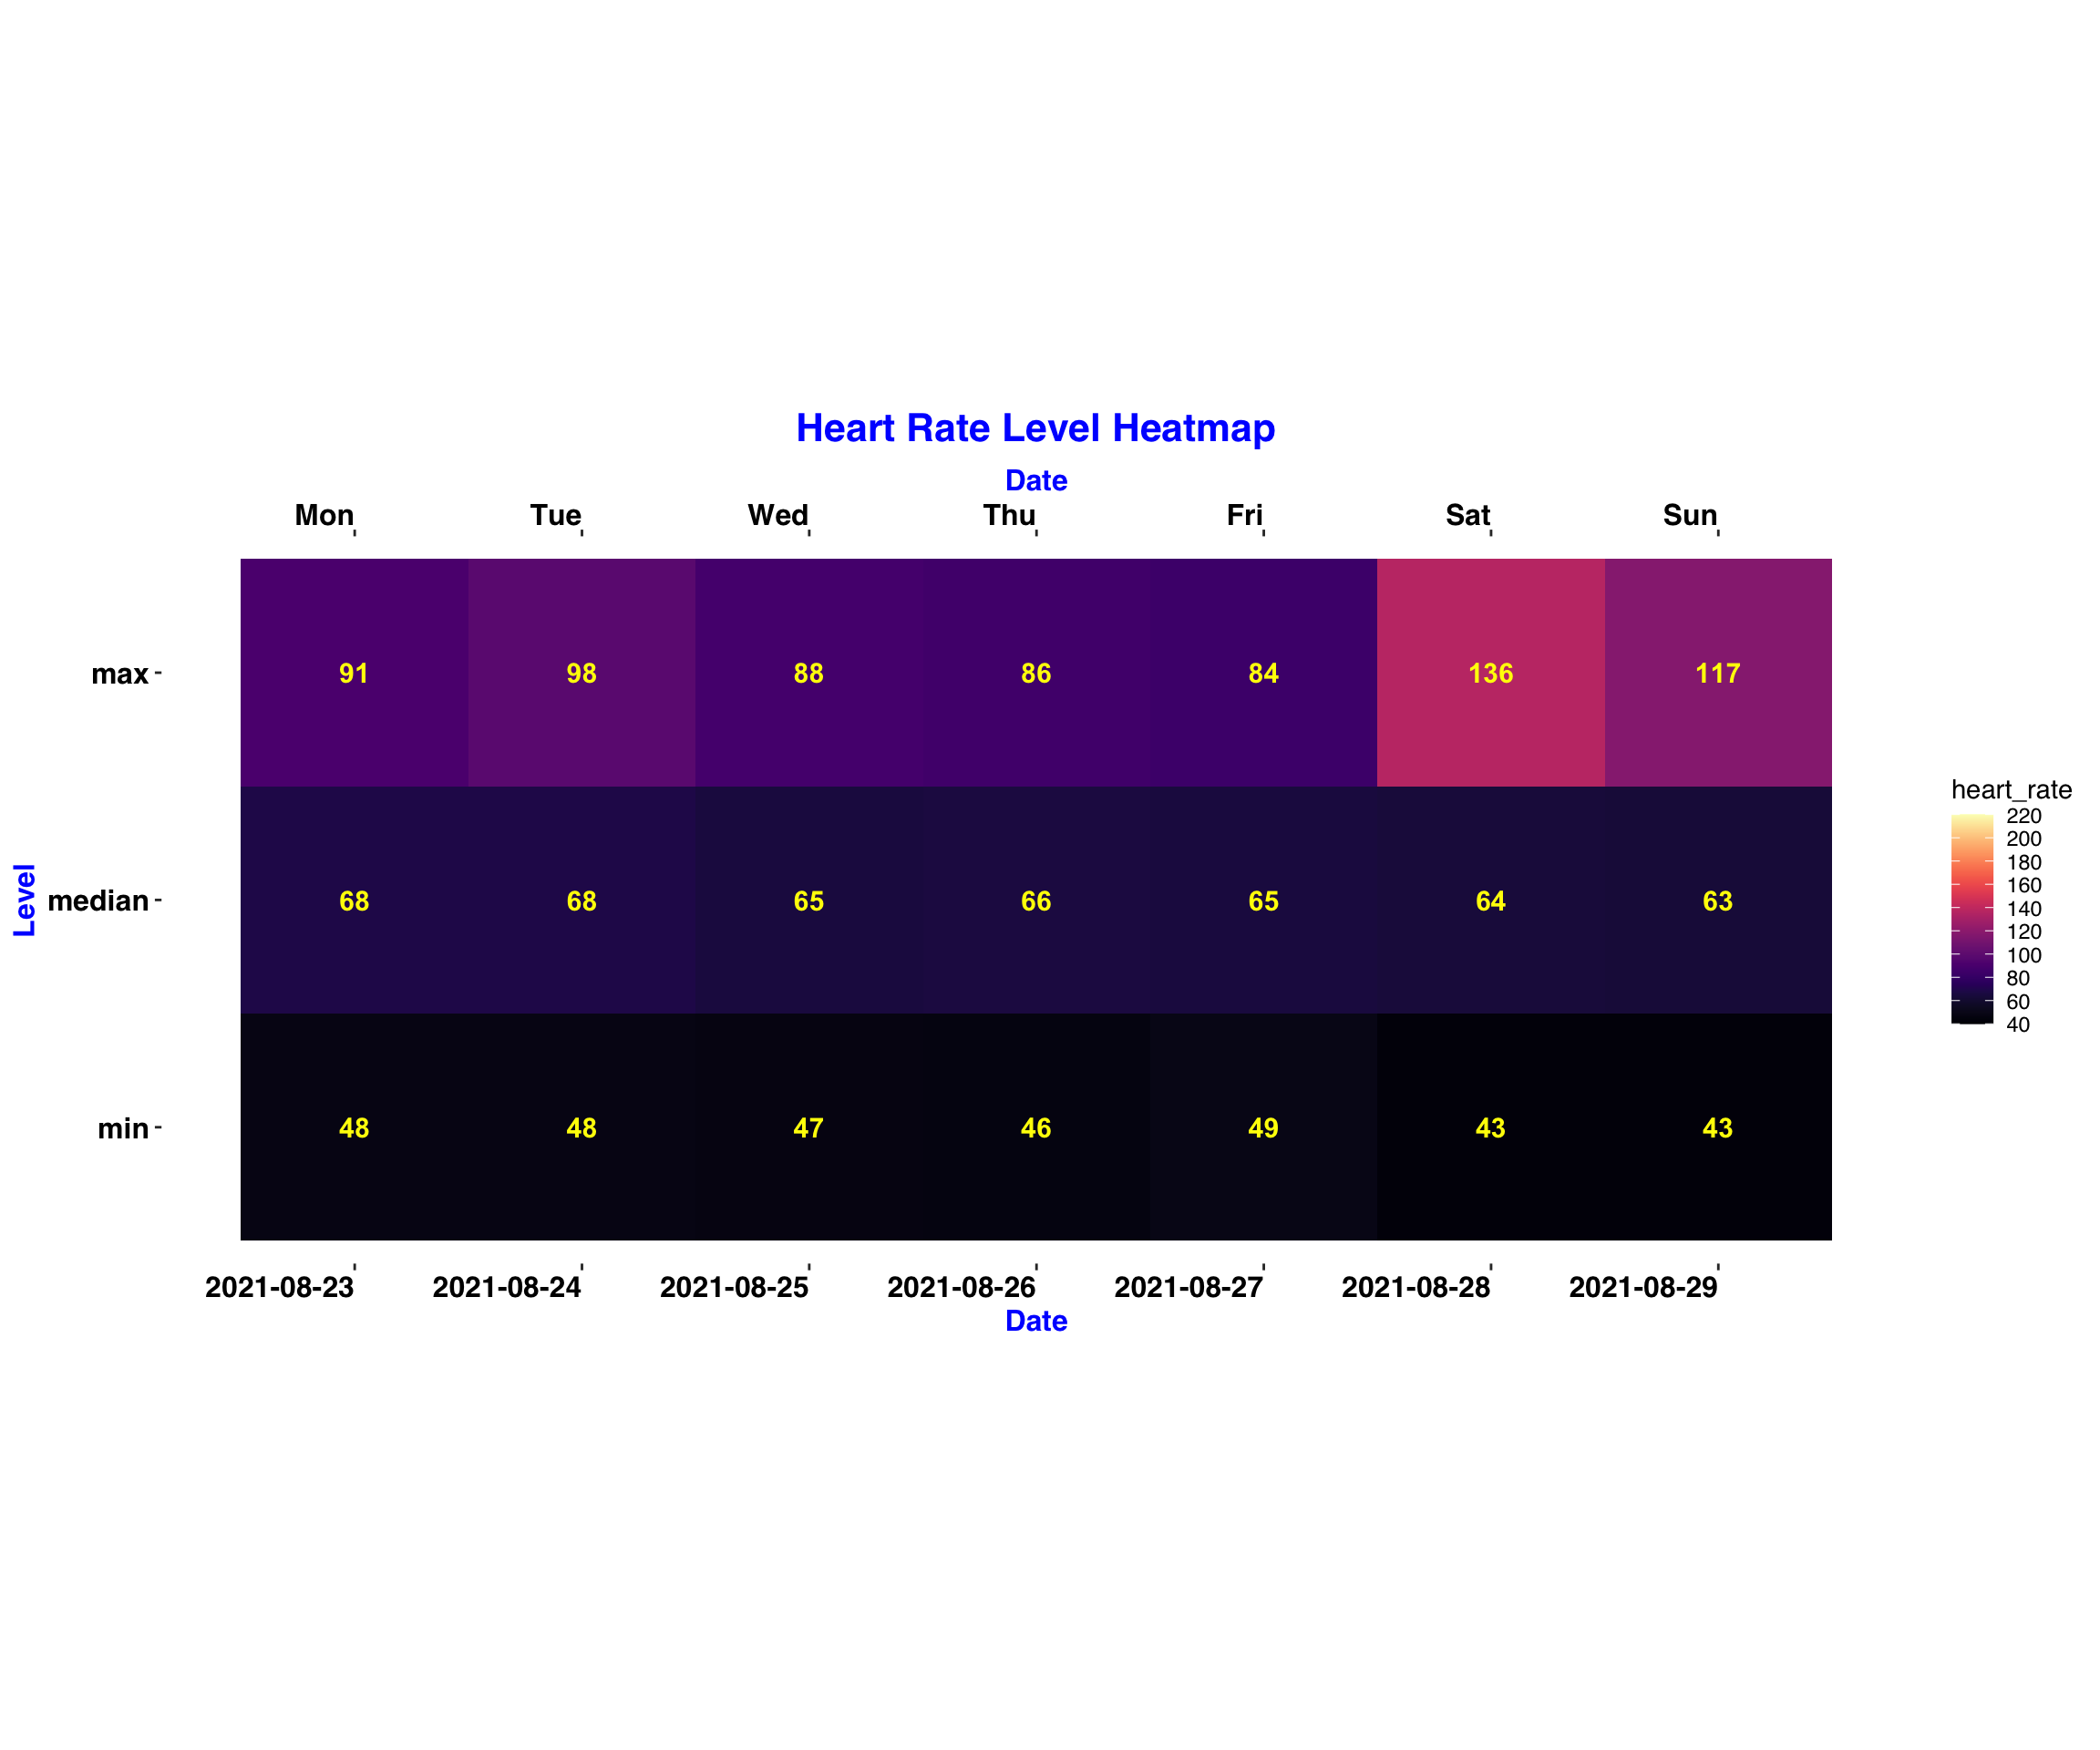 Heart Rate Level Heatmap
Date
Mon Tue Wed Thu Fri Sat Sun
max 91 98 88 86 84 136 117
Level
median 68 68 65 66 65 64 63
min 48 48 47 46 49 43 43
2021-08-23 2021-08-24 2021-08-25 2021-08-26 2021-08-27 2021-08-28 2021-08-29
Date
heart_rate
220
200
180
160
140
120
100
80
60
40